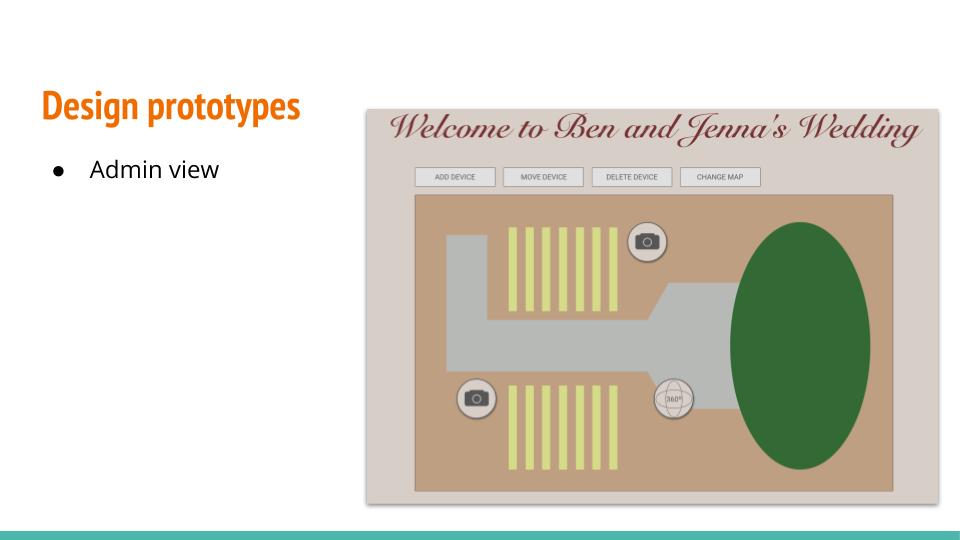 Design prototypes
● Admin view
Welcome to Ben and Jenna's Wedding
ADD DEVICE MOVE DEVICE DELETE DEVICE CHANGE MAP
360°